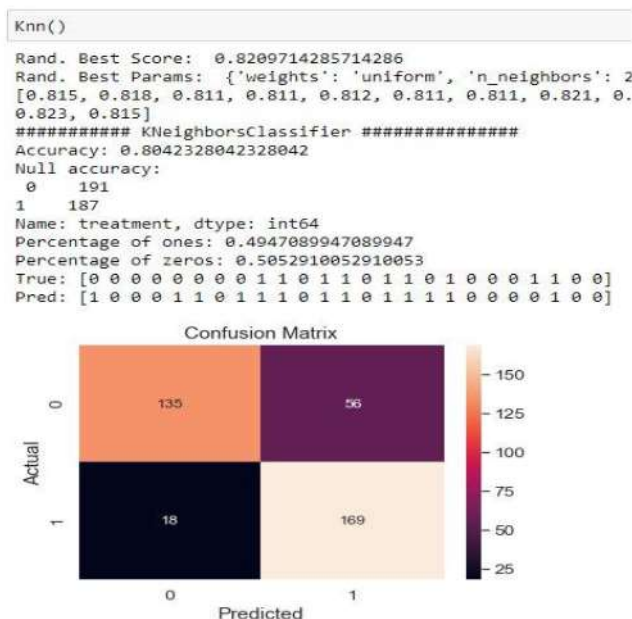 Knn()
Rand. Best Score:  0.8209714285714286
Rand. Best Params:  {'weights': 'uniform', 'n_neighbors': 2
[0.815, 0.818, 0.811, 0.811, 0.812, 0.811, 0.811, 0.821, 0.
0.823, 0.815]
########### KNeighborsClassifier ###############
Accuracy: 0.8042328042328042
Null accuracy:
0    191
1    187
Name: treatment, dtype: int64
Percentage of ones: 0.4947089947089947
Percentage of zeros: 0.5052910052910053
True: [0 0 0 0 0 0 0 0 1 1 0 1 1 0 1 1 0 1 0 0 0 1 1 0 0]
Pred: [1 0 0 0 1 1 0 1 1 1 0 1 1 0 1 1 1 1 0 0 0 0 1 0 0]
Confusion Matrix
0
135
56
150
125
100
75
50
25
Actual
1
18
169
0
1
Predicted